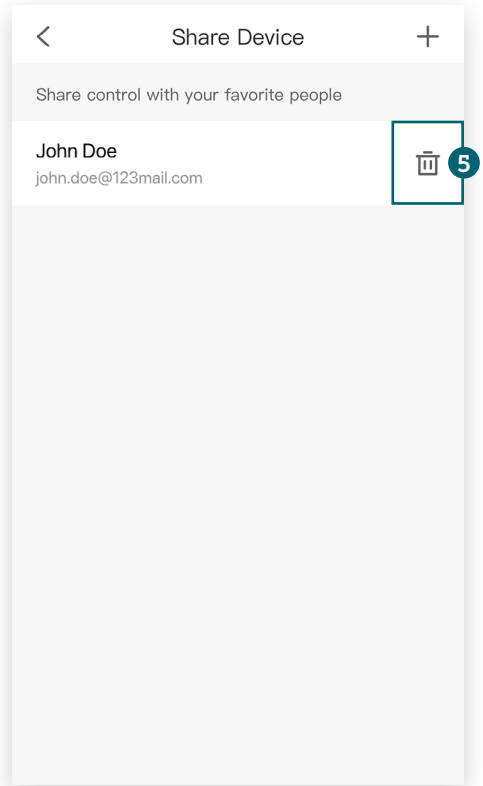 Share Device
Share control with your favorite people
John Doe
john.doe@123mail.com
5